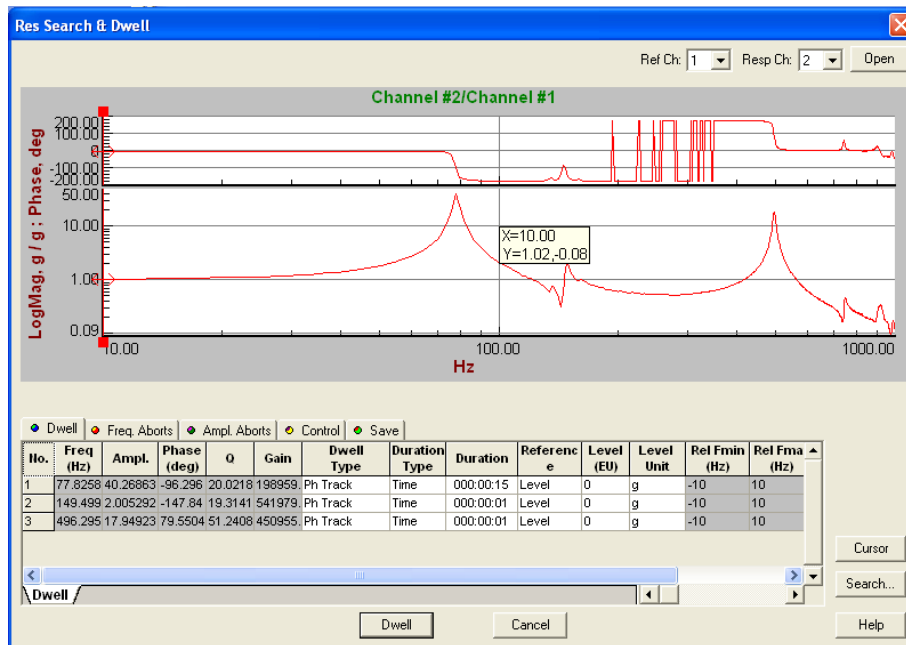 Res Search & Dwell
Ref Ch: 1 Resp Ch: 2 Open
Channel #2/Channel #1
LogMag, g / g ; Phase, deg
200.00
100.00
-100.00
-200.00
50.00
10.00
0.09
X=10.00
Y=1.02,-0.08
10.00 100.00 1000.00
Hz
Dwell Freq. Aborts Ampl. Aborts Control Save
No. Freq (Hz) Ampl. Phase (deg) Q Gain Dwell Type Duration Type Duration Referenc e Level (EU) Level Unit Rel Fmin (Hz) Rel Fma (Hz)
1 77.8258 40.26863 -96.296 20.0218 198959. Ph Track Time 000:00:15 Level 0 g -10 10
2 149.499 2.005292 -147.84 19.3141 541979. Ph Track Time 000:00:01 Level 0 g -10 10
3 496.295 17.94923 79.5504 51.2408 450955. Ph Track Time 000:00:01 Level 0 g -10 10
Cursor
Search...
Dwell
Dwell Cancel Help